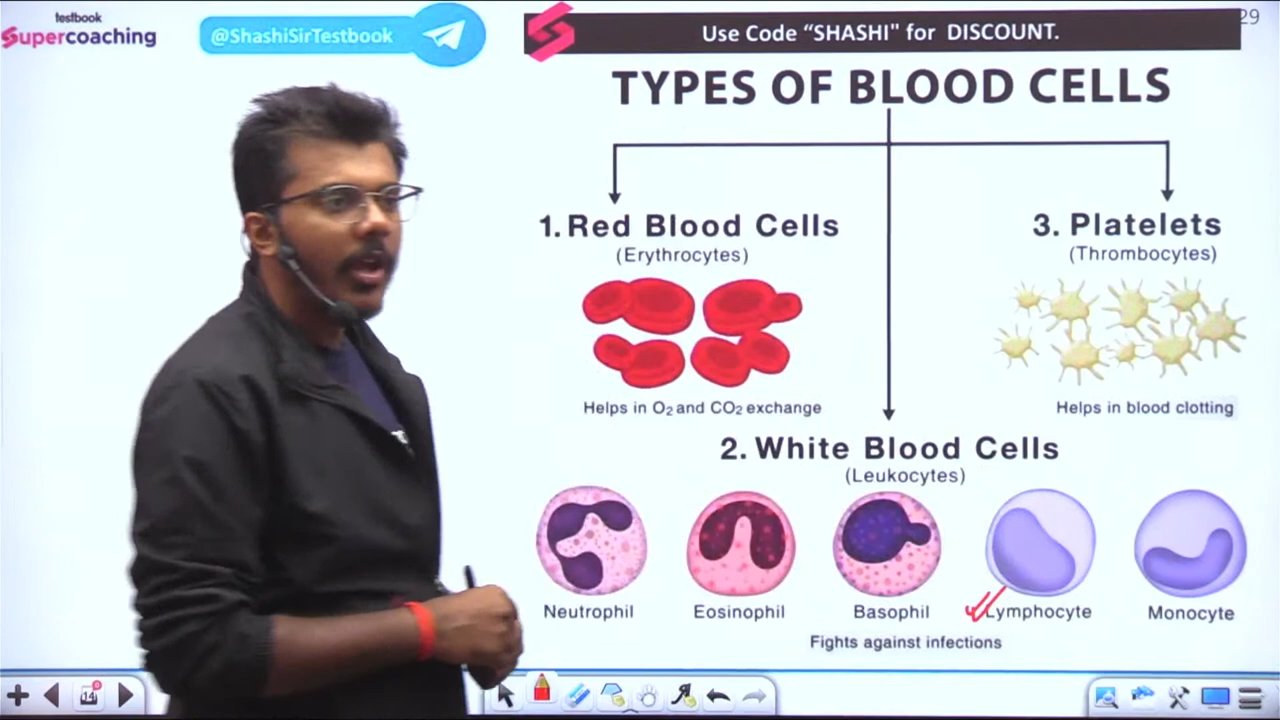 testbook
Supercoaching
@ShashiSirTestbook
Use Code “SHASHI" for DISCOUNT.
29
TYPES OF BLOOD CELLS
1. Red Blood Cells
(Erythrocytes)
Helps in O₂ and CO₂ exchange
3. Platelets
(Thrombocytes)
Helps in blood clotting
2. White Blood Cells
(Leukocytes)
Neutrophil Eosinophil Basophil Lymphocyte Monocyte
Fights against infections
14